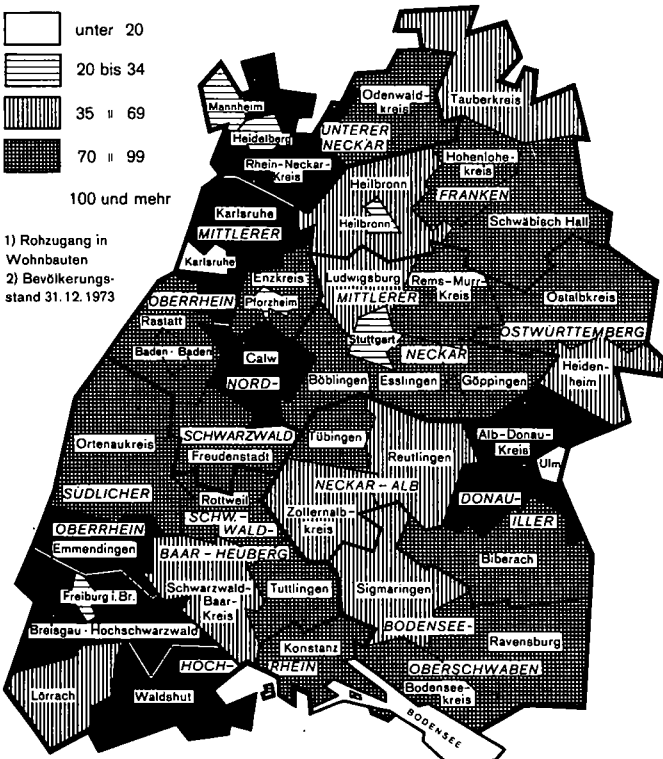 unter 20
20 bis 34
35 " 69
70 " 99
100 und mehr
1) Rohzugang in
Wohnbauten
2) Bevölkerungs-
stand 31.12.1973
Mannheim
Heidelberg
Rhein-Neckar-
Kreis
Odenwald-
kreis
UNTERER
NECKAR
Tauberkreis
Hohenlohe-
kreis
FRANKEN
Heilbronn
Heilbronn
Schwäbisch Hall
Karlsruhe
MITTLERER
Karlsruhe
OBERRHEIN
Enzkreis
Pforzheim
Ludwigsburg
MITTLERER
Rems-Murr-
Kreis
Ostalbkreis
OSTWÜRTTEMBERG
Rastatt
Baden-Baden
Stuttgart
NECKAR
Calw
NORD-
Böblingen
Esslingen
Göppingen
Heiden-
heim
Ortenaukreis
SCHWARZWALD
Freudenstadt
Tübingen
Reutlingen
Alb-Donau-
Kreis
Ulm
NECKAR-ALB
Zollernalb-
kreis
DONAU-
ILLER
SÜDLICHER
OBERRHEIN
Rottweil
SCHW.-
WALD-
BAAR-HEUBERG
Emmendingen
Biberach
Freiburg i.Br.
Schwarzwald-
Baar-
Kreis
Tuttlingen
Sigmaringen
Breisgau-Hochschwarzwald
BODENSEE-
OBERSCHWABEN
Ravensburg
HOCH-
RHEIN
Konstanz
Bodensee-
kreis
Lörrach
Waldshut
BODENSEE